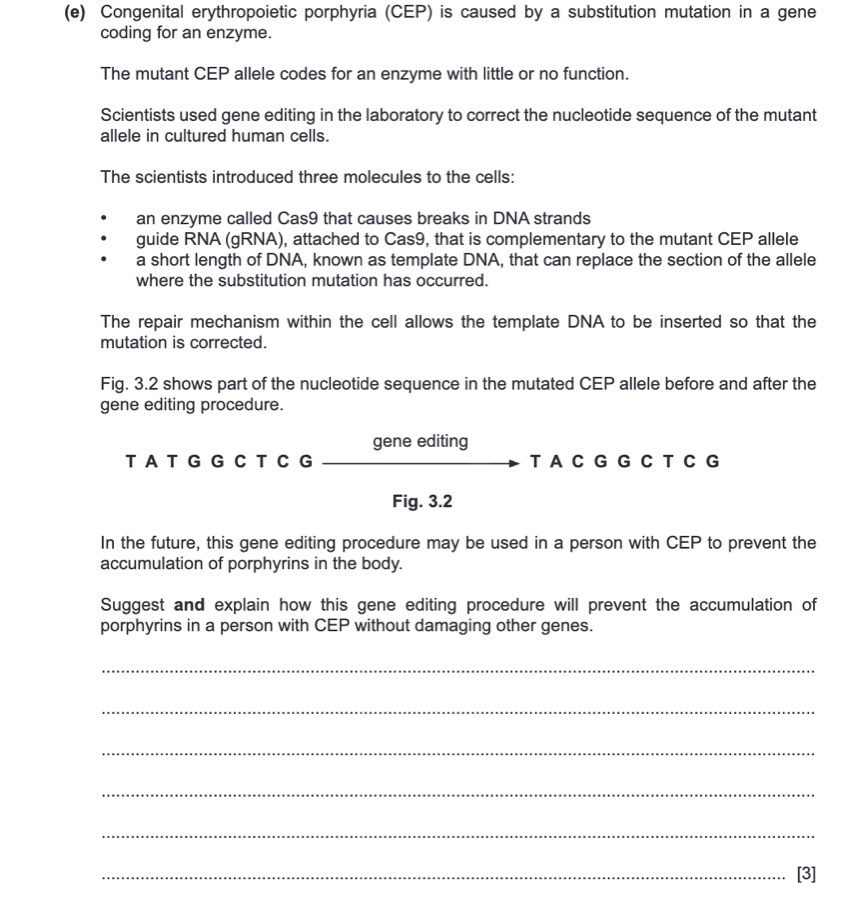 (e) Congenital erythropoietic porphyria (CEP) is caused by a substitution mutation in a gene
coding for an enzyme.
The mutant CEP allele codes for an enzyme with little or no function.
Scientists used gene editing in the laboratory to correct the nucleotide sequence of the mutant
allele in cultured human cells.
The scientists introduced three molecules to the cells:
• an enzyme called Cas9 that causes breaks in DNA strands
• guide RNA (gRNA), attached to Cas9, that is complementary to the mutant CEP allele
• a short length of DNA, known as template DNA, that can replace the section of the allele
where the substitution mutation has occurred.
The repair mechanism within the cell allows the template DNA to be inserted so that the
mutation is corrected.
Fig. 3.2 shows part of the nucleotide sequence in the mutated CEP allele before and after the
gene editing procedure.
gene editing
T A T G G C T C G T A C G G C T C G
Fig. 3.2
In the future, this gene editing procedure may be used in a person with CEP to prevent the
accumulation of porphyrins in the body.
Suggest and explain how this gene editing procedure will prevent the accumulation of
porphyrins in a person with CEP without damaging other genes.
[3]